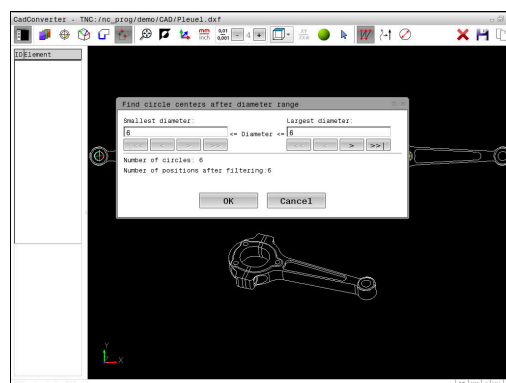 CadConverter - TNC:/nc_prog/demo/CAD/Pleuel.dxf
mm inch 0,01 0,001 - 4 +
ID Element
Find circle centers after diameter range
Smallest diameter: Largest diameter:
6 <= Diameter <= 6
|<< < > >> |<< < > >>|
Number of circles: 6
Number of positions after filtering:6
OK Cancel
Y
Z X